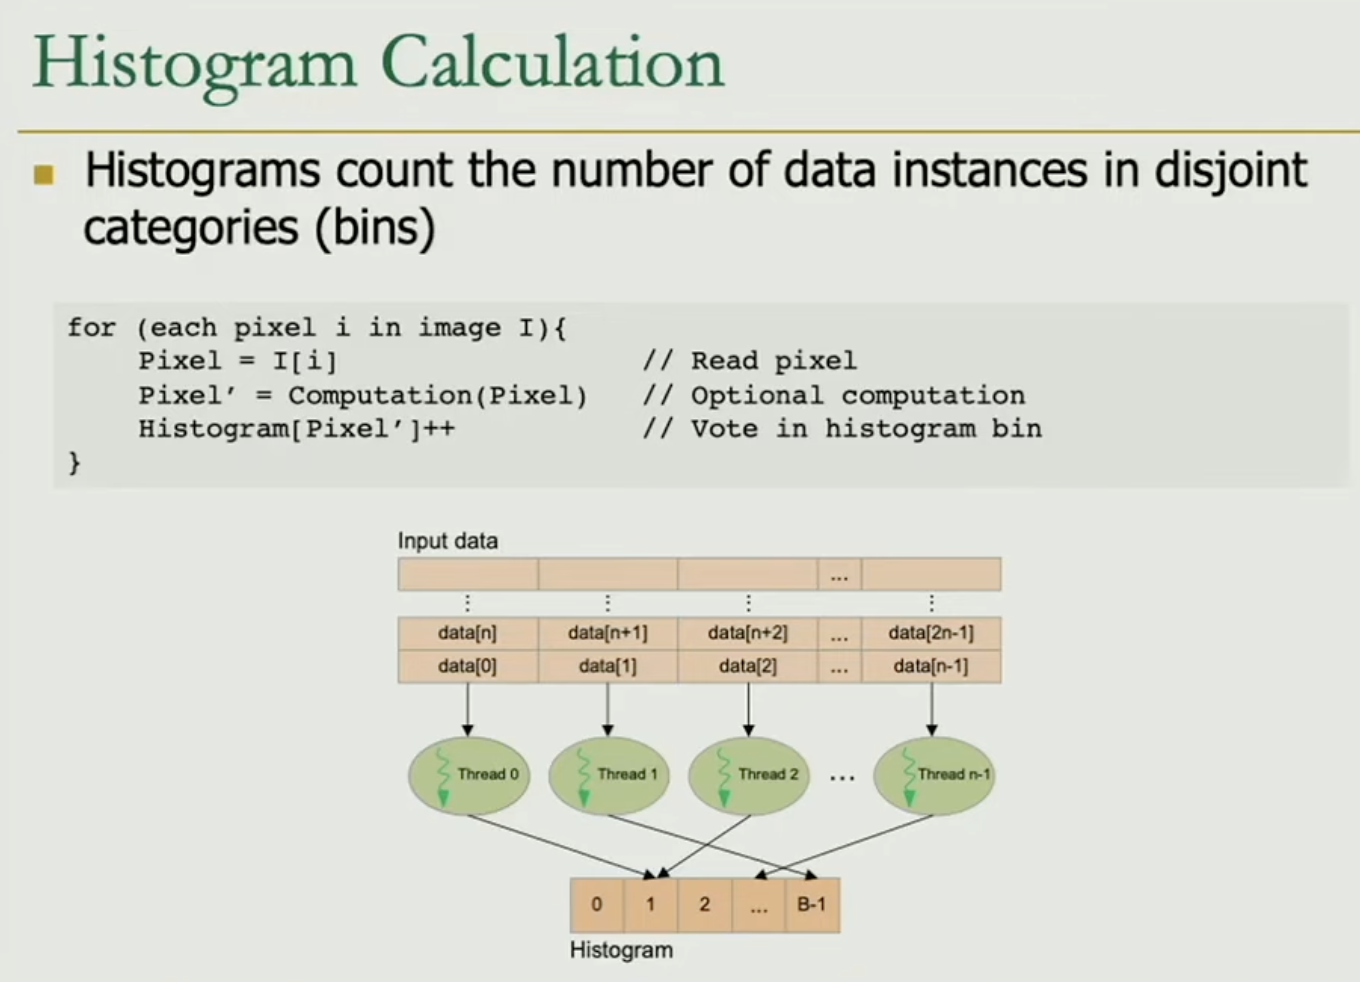 Histogram Calculation
Histograms count the number of data instances in disjoint
categories (bins)
for (each pixel i in image I){
Pixel = I[i] // Read pixel
Pixel’ = Computation(Pixel) // Optional computation
Histogram[Pixel’]++ // Vote in histogram bin
}
Input data
...
data[n] data[n+1] data[n+2] ... data[2n-1]
data[0] data[1] data[2] ... data[n-1]
Thread 0 Thread 1 Thread 2 ... Thread n-1
0 1 2 ... B-1
Histogram